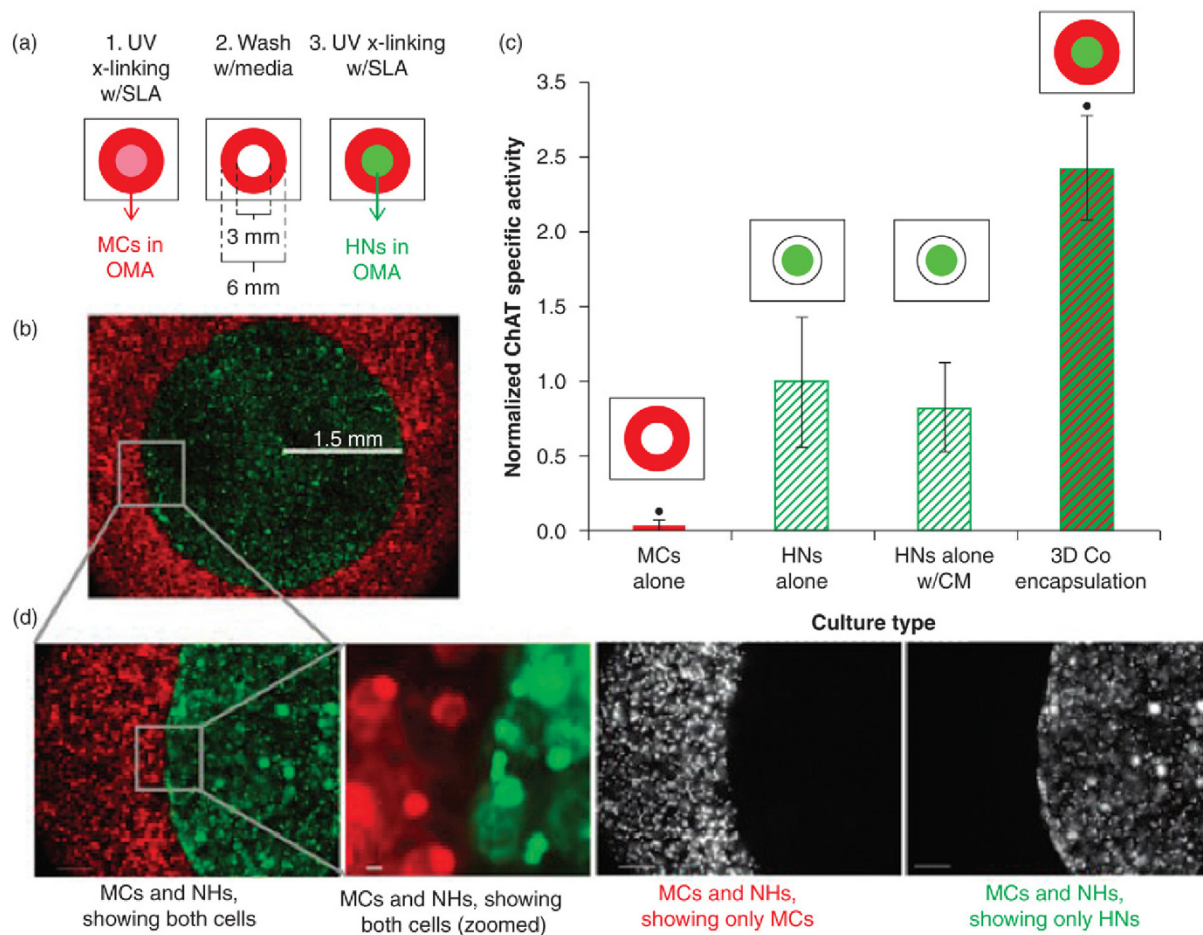 (a)
1. UV
x-linking
w/SLA
2. Wash
w/media
3. UV x-linking
w/SLA
MCs in
OMA
3 mm
6 mm
HNs in
OMA
(b)
1.5 mm
(c)
Normalized ChAT specific activity
3.5
3.0
2.5
2.0
1.5
1.0
0.5
0.0
MCs
alone
HNs
alone
HNs alone
w/CM
3D Co
encapsulation
Culture type
(d)
MCs and NHs,
showing both cells
MCs and NHs, showing
both cells (zoomed)
MCs and NHs,
showing only MCs
MCs and NHs,
showing only HNs